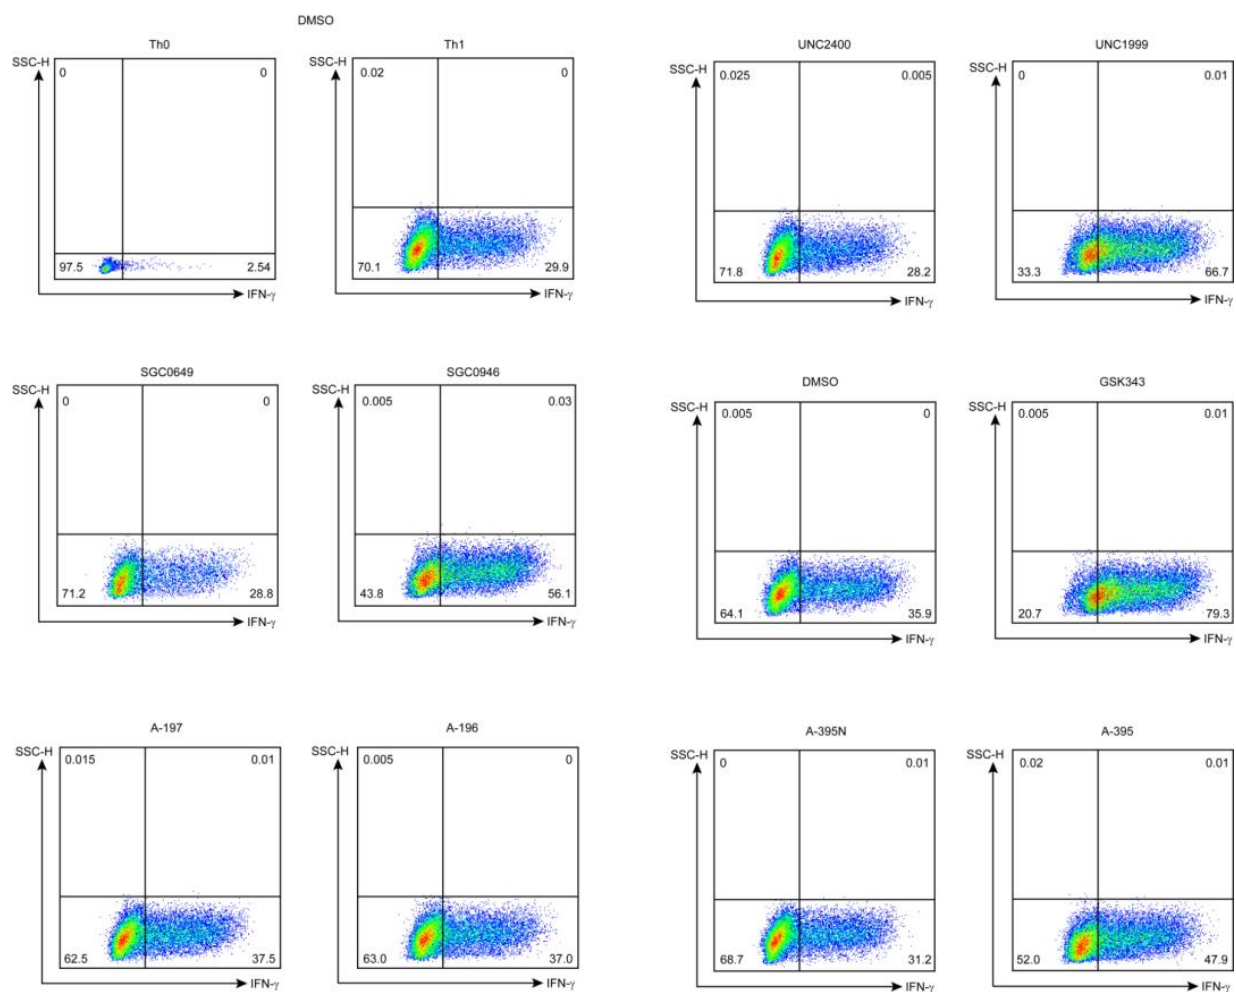 DMSO
Th0
Th1
UNC2400
UNC1999
SSC-H
0
0
97.5
2.54
IFN-γ
SSC-H
0.02
0
70.1
29.9
IFN-γ
SSC-H
0.025
0.005
71.8
28.2
IFN-γ
SSC-H
0
0.01
33.3
66.7
IFN-γ
SGC0649
SGC0946
DMSO
GSK343
SSC-H
0
0
71.2
28.8
IFN-γ
SSC-H
0.005
0.03
43.8
56.1
IFN-γ
SSC-H
0.005
0
64.1
35.9
IFN-γ
SSC-H
0.005
0.01
20.7
79.3
IFN-γ
A-197
A-196
A-395N
A-395
SSC-H
0.015
0.01
62.5
37.5
IFN-γ
SSC-H
0.005
0
63.0
37.0
IFN-γ
SSC-H
0
0.01
68.7
31.2
IFN-γ
SSC-H
0.02
0.01
52.0
47.9
IFN-γ